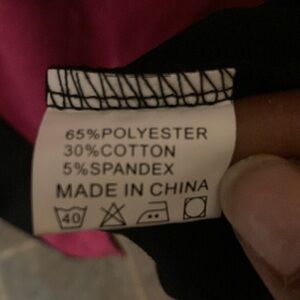 65%POLYESTER
30%COTTON
5%SPANDEX
MADE IN CHINA
40